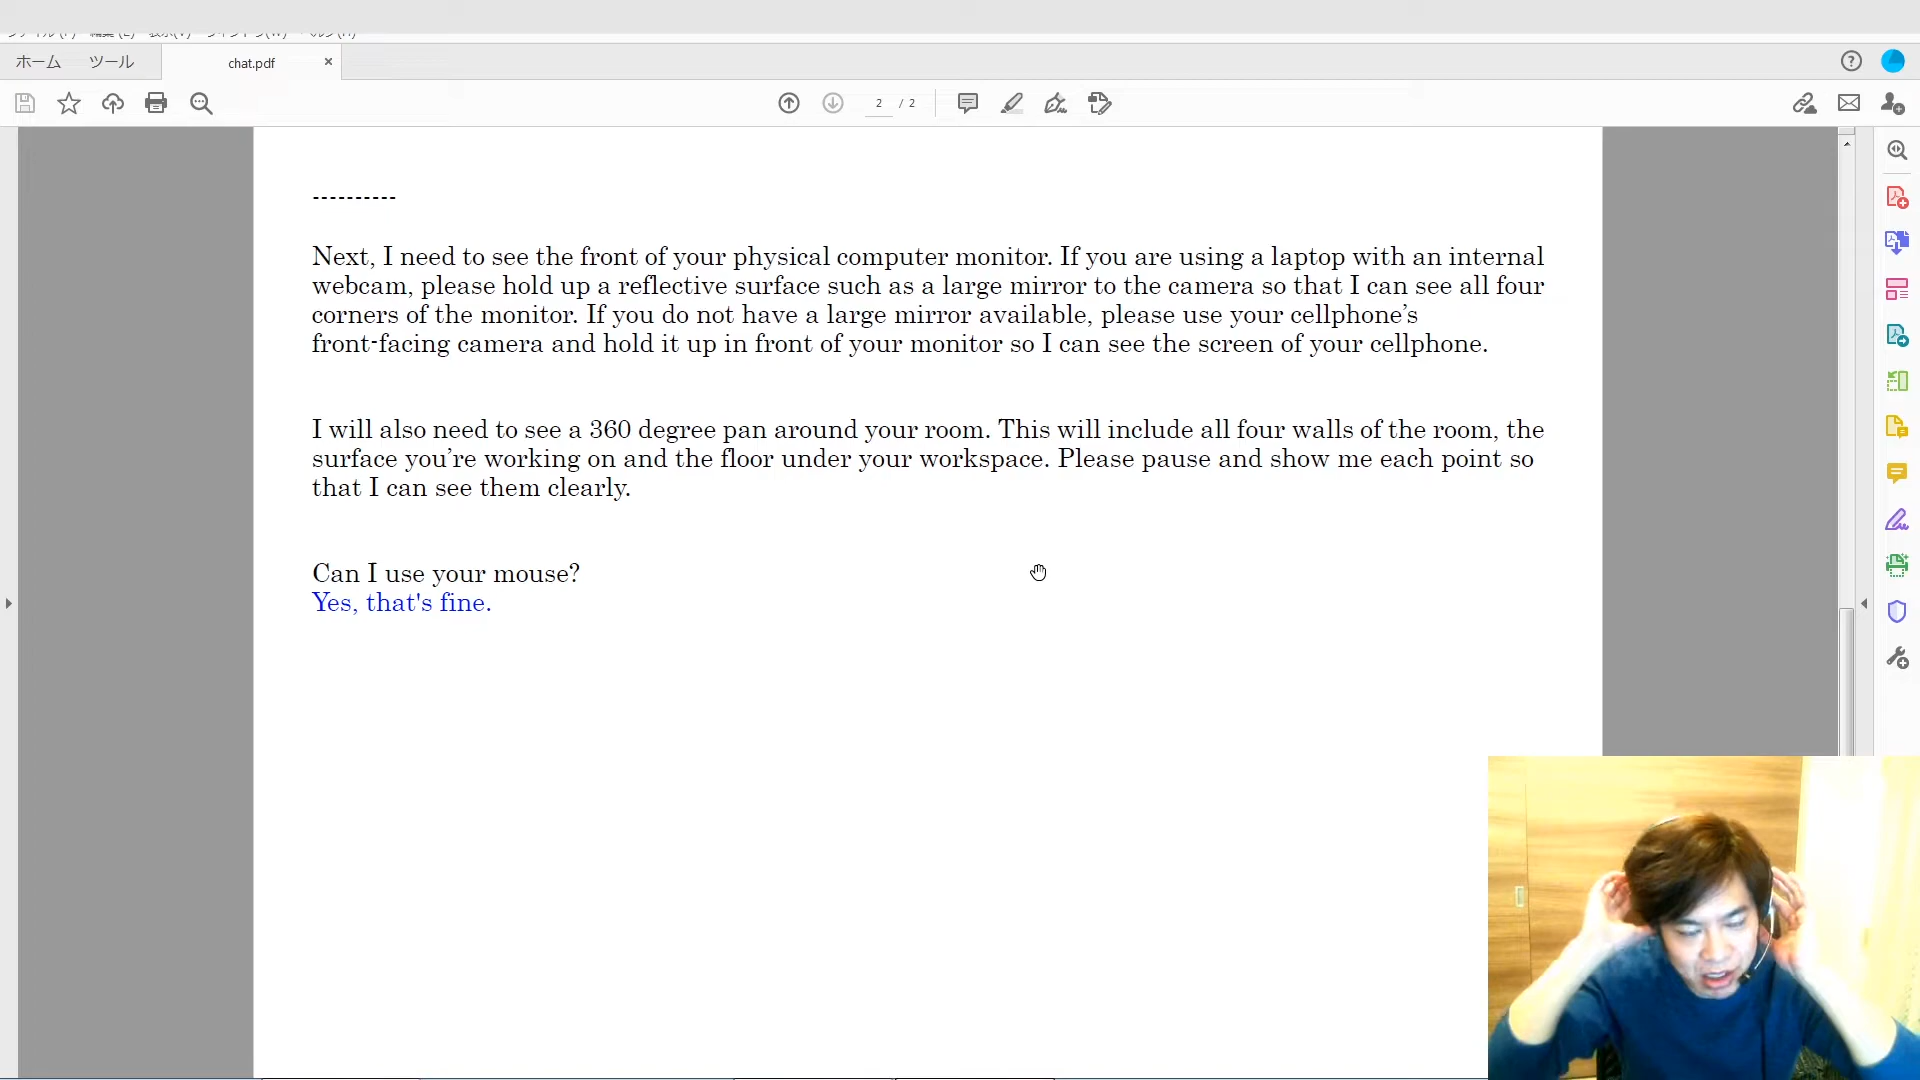 ホーム ツール chat.pdf ×
2 / 2
----------
Next, I need to see the front of your physical computer monitor. If you are using a laptop with an internal
webcam, please hold up a reflective surface such as a large mirror to the camera so that I can see all four
corners of the monitor. If you do not have a large mirror available, please use your cellphone’s
front-facing camera and hold it up in front of your monitor so I can see the screen of your cellphone.
I will also need to see a 360 degree pan around your room. This will include all four walls of the room, the
surface you’re working on and the floor under your workspace. Please pause and show me each point so
that I can see them clearly.
Can I use your mouse?
Yes, that's fine.